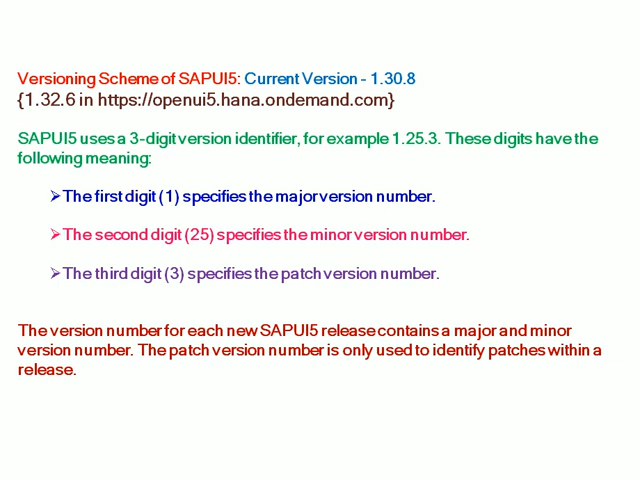 Versioning Scheme of SAPUI5: Current Version - 1.30.8
{1.32.6 in https://openui5.hana.ondemand.com}
SAPUI5 uses a 3-digit version identifier, for example 1.25.3. These digits have the
following meaning:
➢The first digit (1) specifies the major version number.
➢The second digit (25) specifies the minor version number.
➢The third digit (3) specifies the patch version number.
The version number for each new SAPUI5 release contains a major and minor
version number. The patch version number is only used to identify patches within a
release.